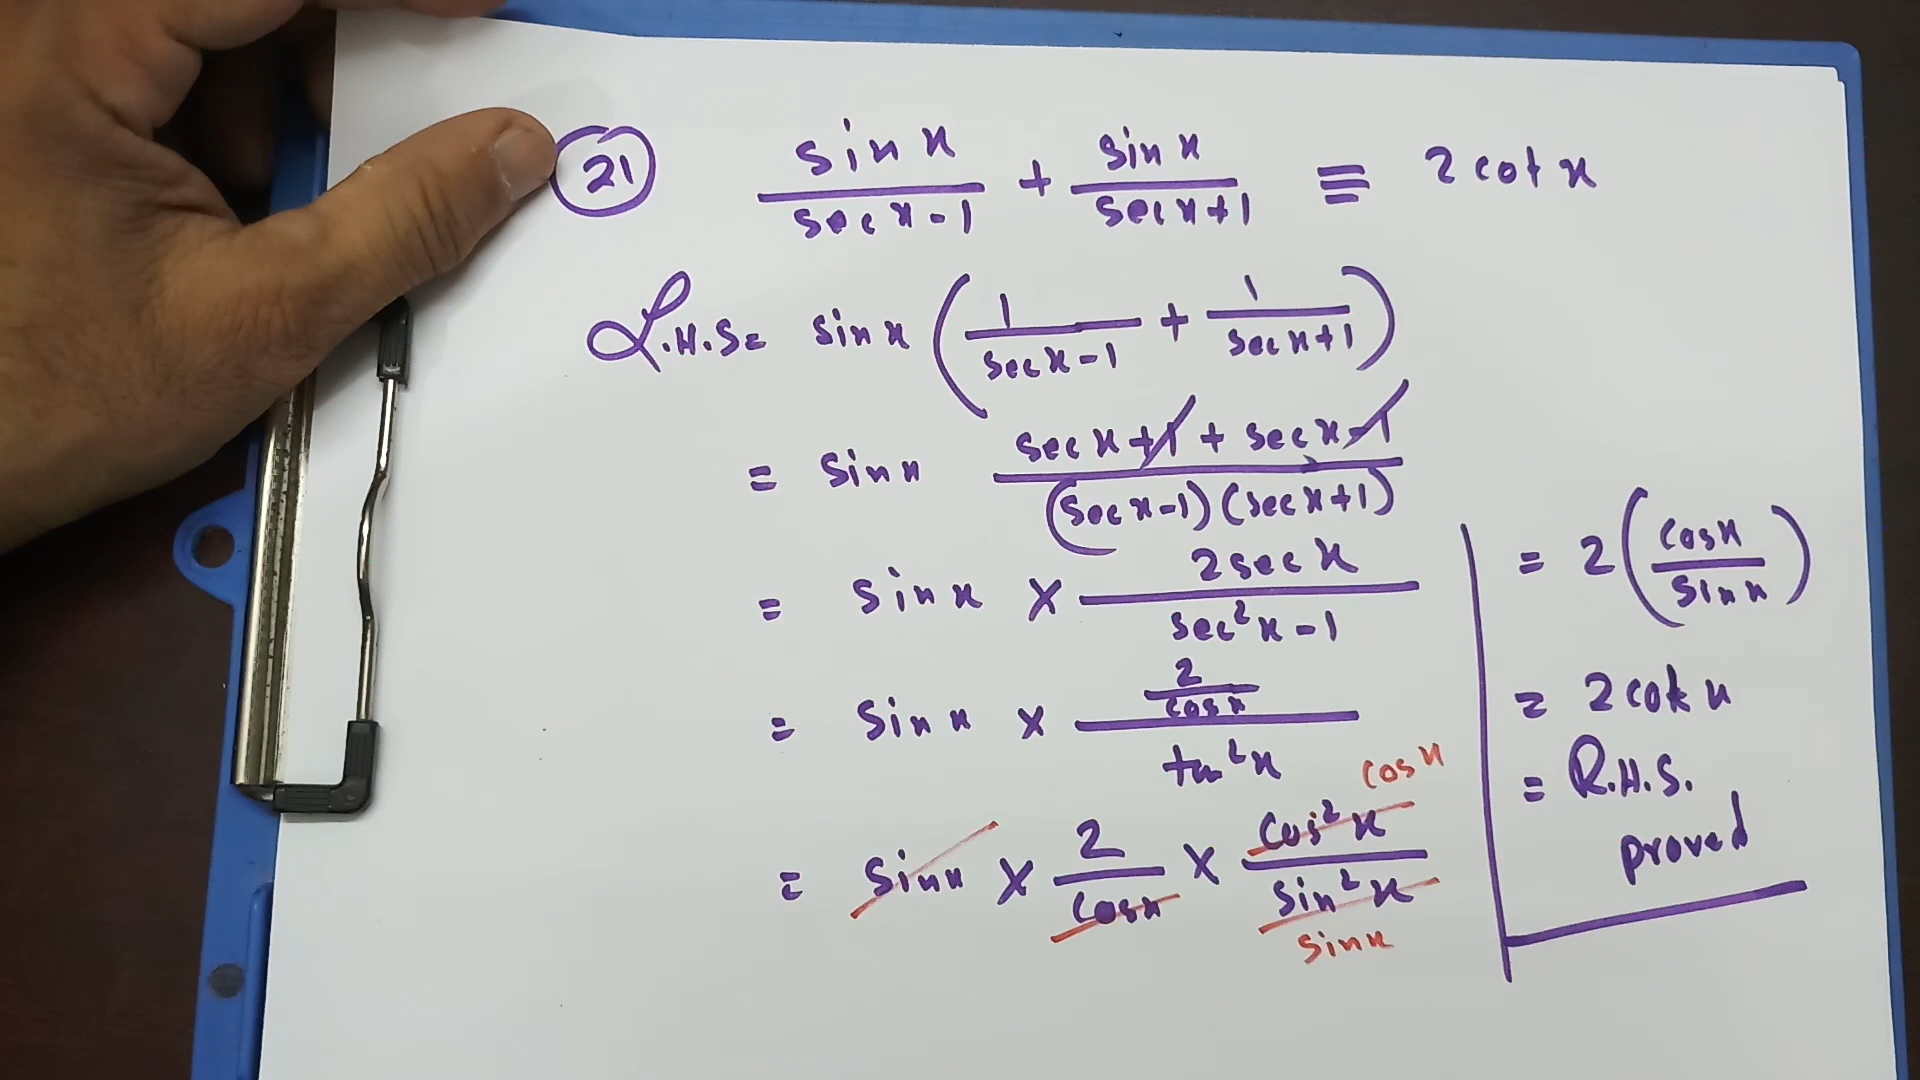 21 sin x / sec x - 1 + sin x / sec x + 1 ≡ 2 cot x
L.H.S = sin x ( 1 / sec x - 1 + 1 / sec x + 1 )
= sin x sec x + 1 + sec x - 1 / (sec x - 1) (sec x + 1)
= sin x × 2 sec x / sec² x - 1
= sin x × 2 / cos x / tan² x
= sin x × 2 / cos x × cos² x / sin² x
cos x
sin x
= 2 ( cos x / sin x )
= 2 cot x
= R.H.S.
proved